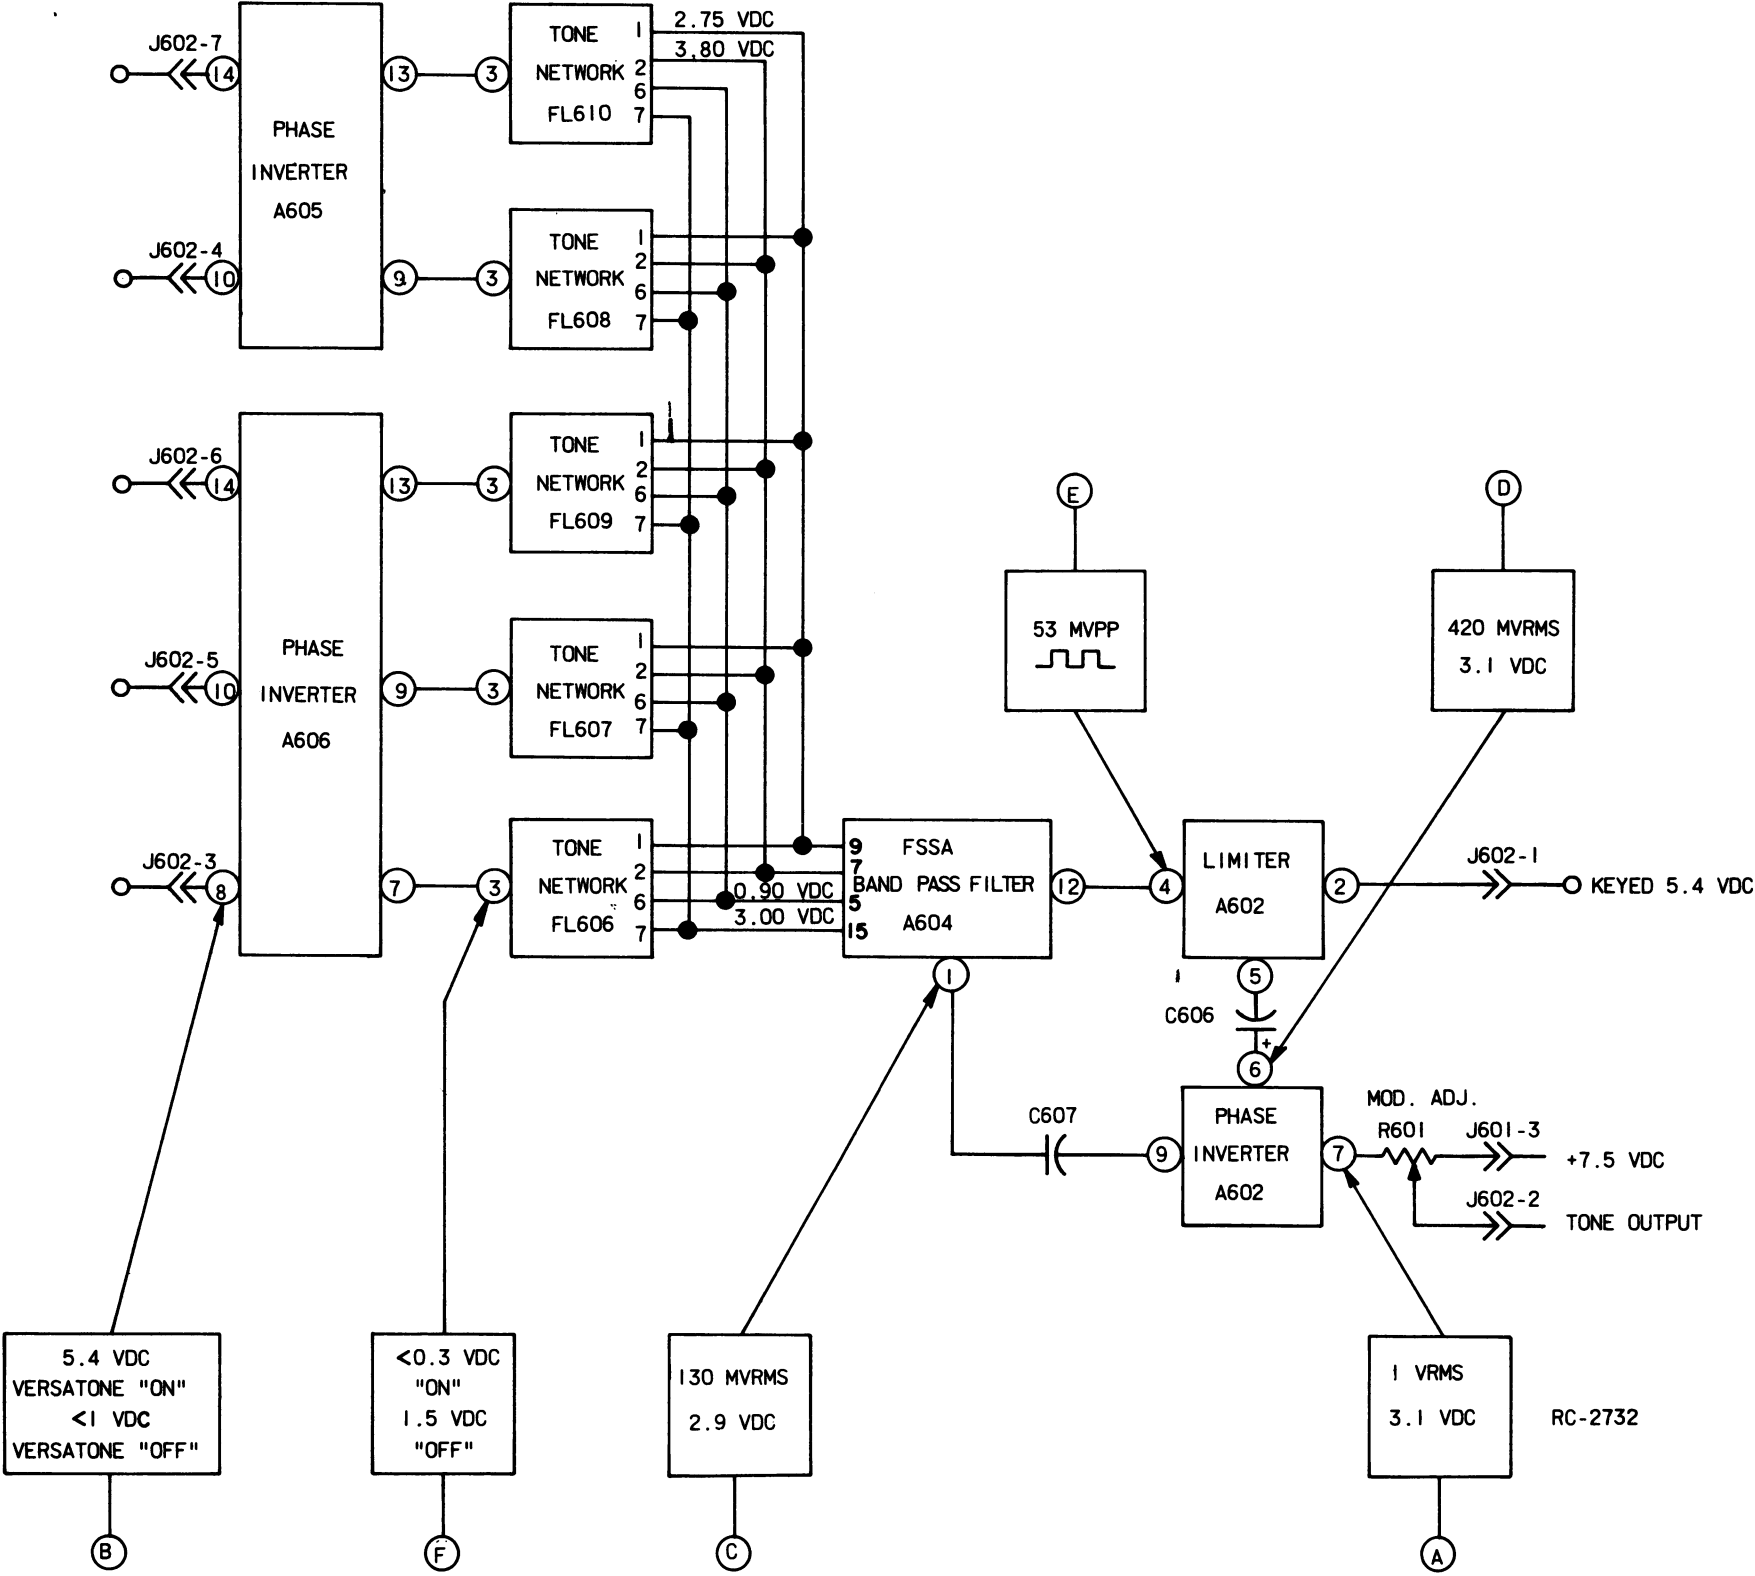 J602-7
14
PHASE
INVERTER
A605
13
3
TONE
NETWORK
FL610
1
2
6
7
2.75 VDC
3.80 VDC
J602-4
10
9
3
TONE
NETWORK
FL608
1
2
6
7
J602-6
14
PHASE
INVERTER
A606
13
3
TONE
NETWORK
FL609
1
2
6
7
J602-5
10
9
3
TONE
NETWORK
FL607
1
2
6
7
J602-3
8
7
3
TONE
NETWORK
FL606
1
2
6
7
0.90 VDC
3.00 VDC
9
7
5
15
FSSA
BAND PASS FILTER
A604
12
1
E
53 MVPP
D
420 MVRMS
3.1 VDC
4
LIMITER
A602
2
J602-1
KEYED 5.4 VDC
5
C606
+
6
C607
9
PHASE
INVERTER
A602
7
MOD. ADJ.
R601
J601-3
+7.5 VDC
J602-2
TONE OUTPUT
5.4 VDC
VERSATONE "ON"
<1 VDC
VERSATONE "OFF"
B
<0.3 VDC
"ON"
1.5 VDC
"OFF"
F
130 MVRMS
2.9 VDC
C
1 VRMS
3.1 VDC
A
RC-2732